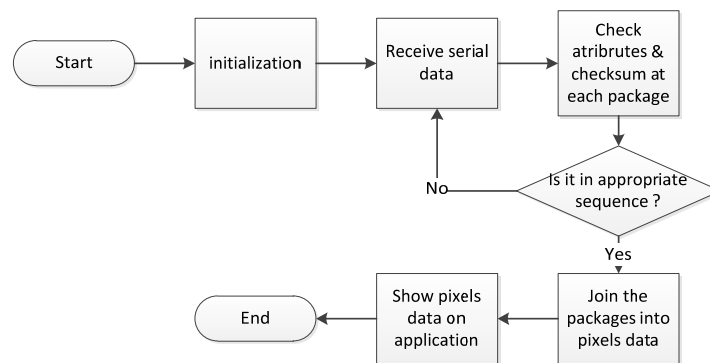 Start
initialization
Receive serial
data
Check
atribrutes &
checksum at
each package
Is it in appropriate
sequence ?
No
Yes
Join the
packages into
pixels data
Show pixels
data on
application
End